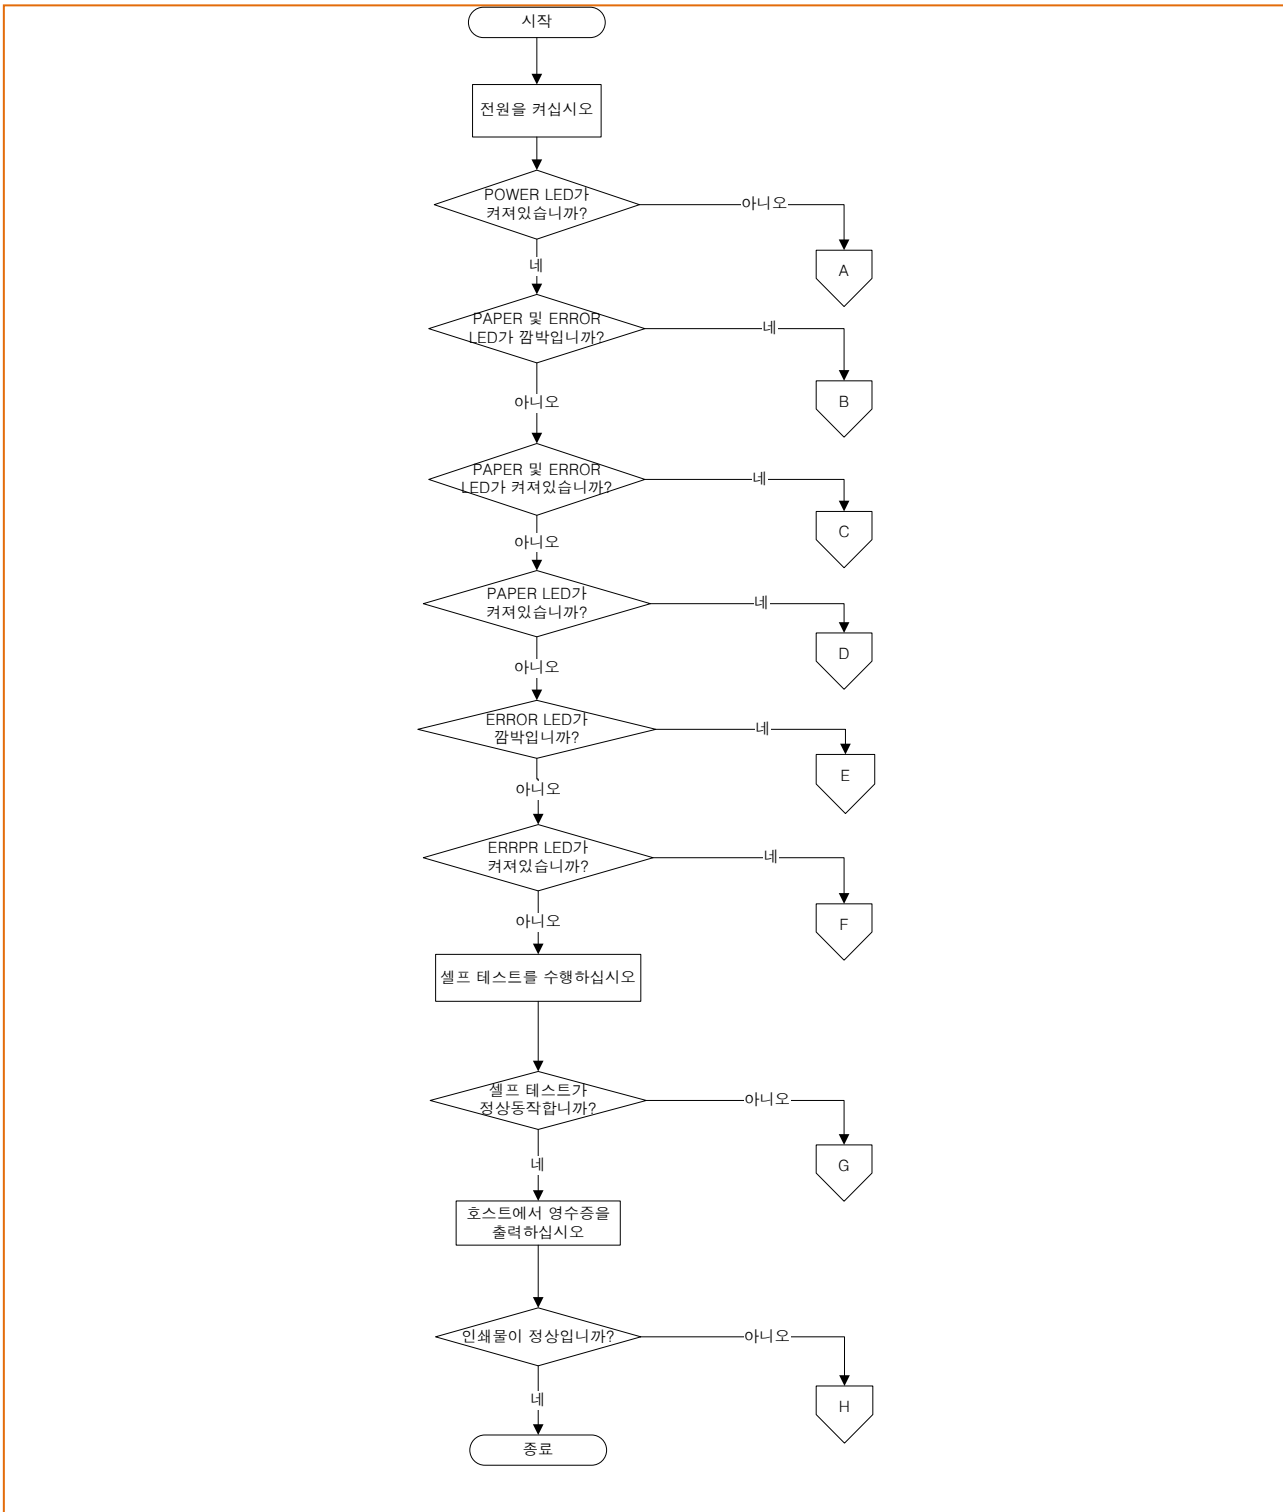 시작
전원을 켜십시오
POWER LED가
켜져있습니까?
아니오
A
네
PAPER 및 ERROR
LED가 깜박입니까?
네
B
아니오
PAPER 및 ERROR
LED가 켜져있습니까?
네
C
아니오
PAPER LED가
켜져있습니까?
네
D
아니오
ERROR LED가
깜박입니까?
네
E
아니오
ERRPR LED가
켜져있습니까?
네
F
아니오
셀프 테스트를 수행하십시오
셀프 테스트가
정상동작합니까?
아니오
G
네
호스트에서 영수증을
출력하십시오
인쇄물이 정상입니까?
아니오
H
네
종료